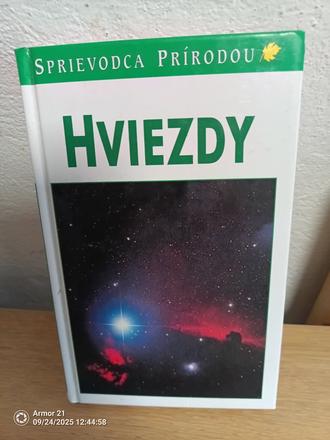 SPRIEVODCA PRÍRODOU
HVIEZDY
Armor 21
09/24/2025 12:44:58